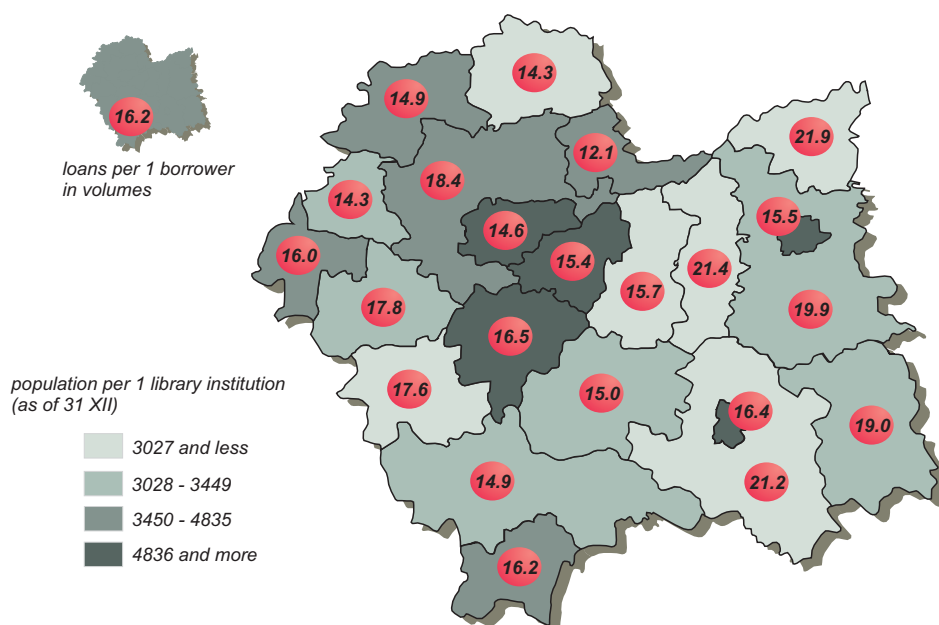 14.3
14.9
16.2
12.1
21.9
loans per 1 borrower
in volumes
18.4
14.3
15.5
14.6
16.0
15.4
21.4
15.7
17.8
19.9
16.5
population per 1 library institution
(as of 31 XII)
17.6
15.0
16.4
19.0
3027 and less
3028 - 3449
14.9
21.2
3450 - 4835
4836 and more
16.2